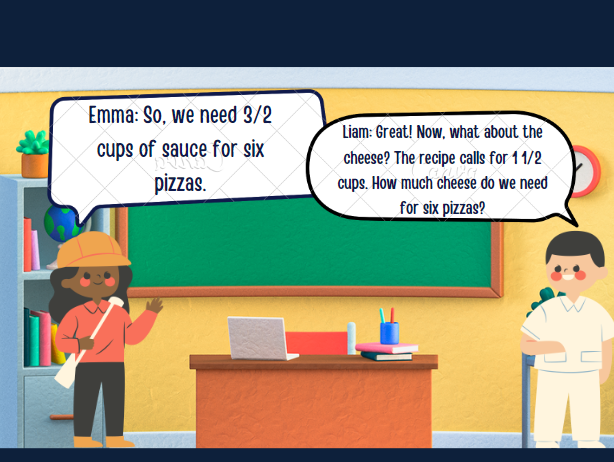 Emma: So, we need 3/2
cups of sauce for six
pizzas.
Liam: Great! Now, what about the
cheese? The recipe calls for 1 1/2
cups. How much cheese do we need
for six pizzas?